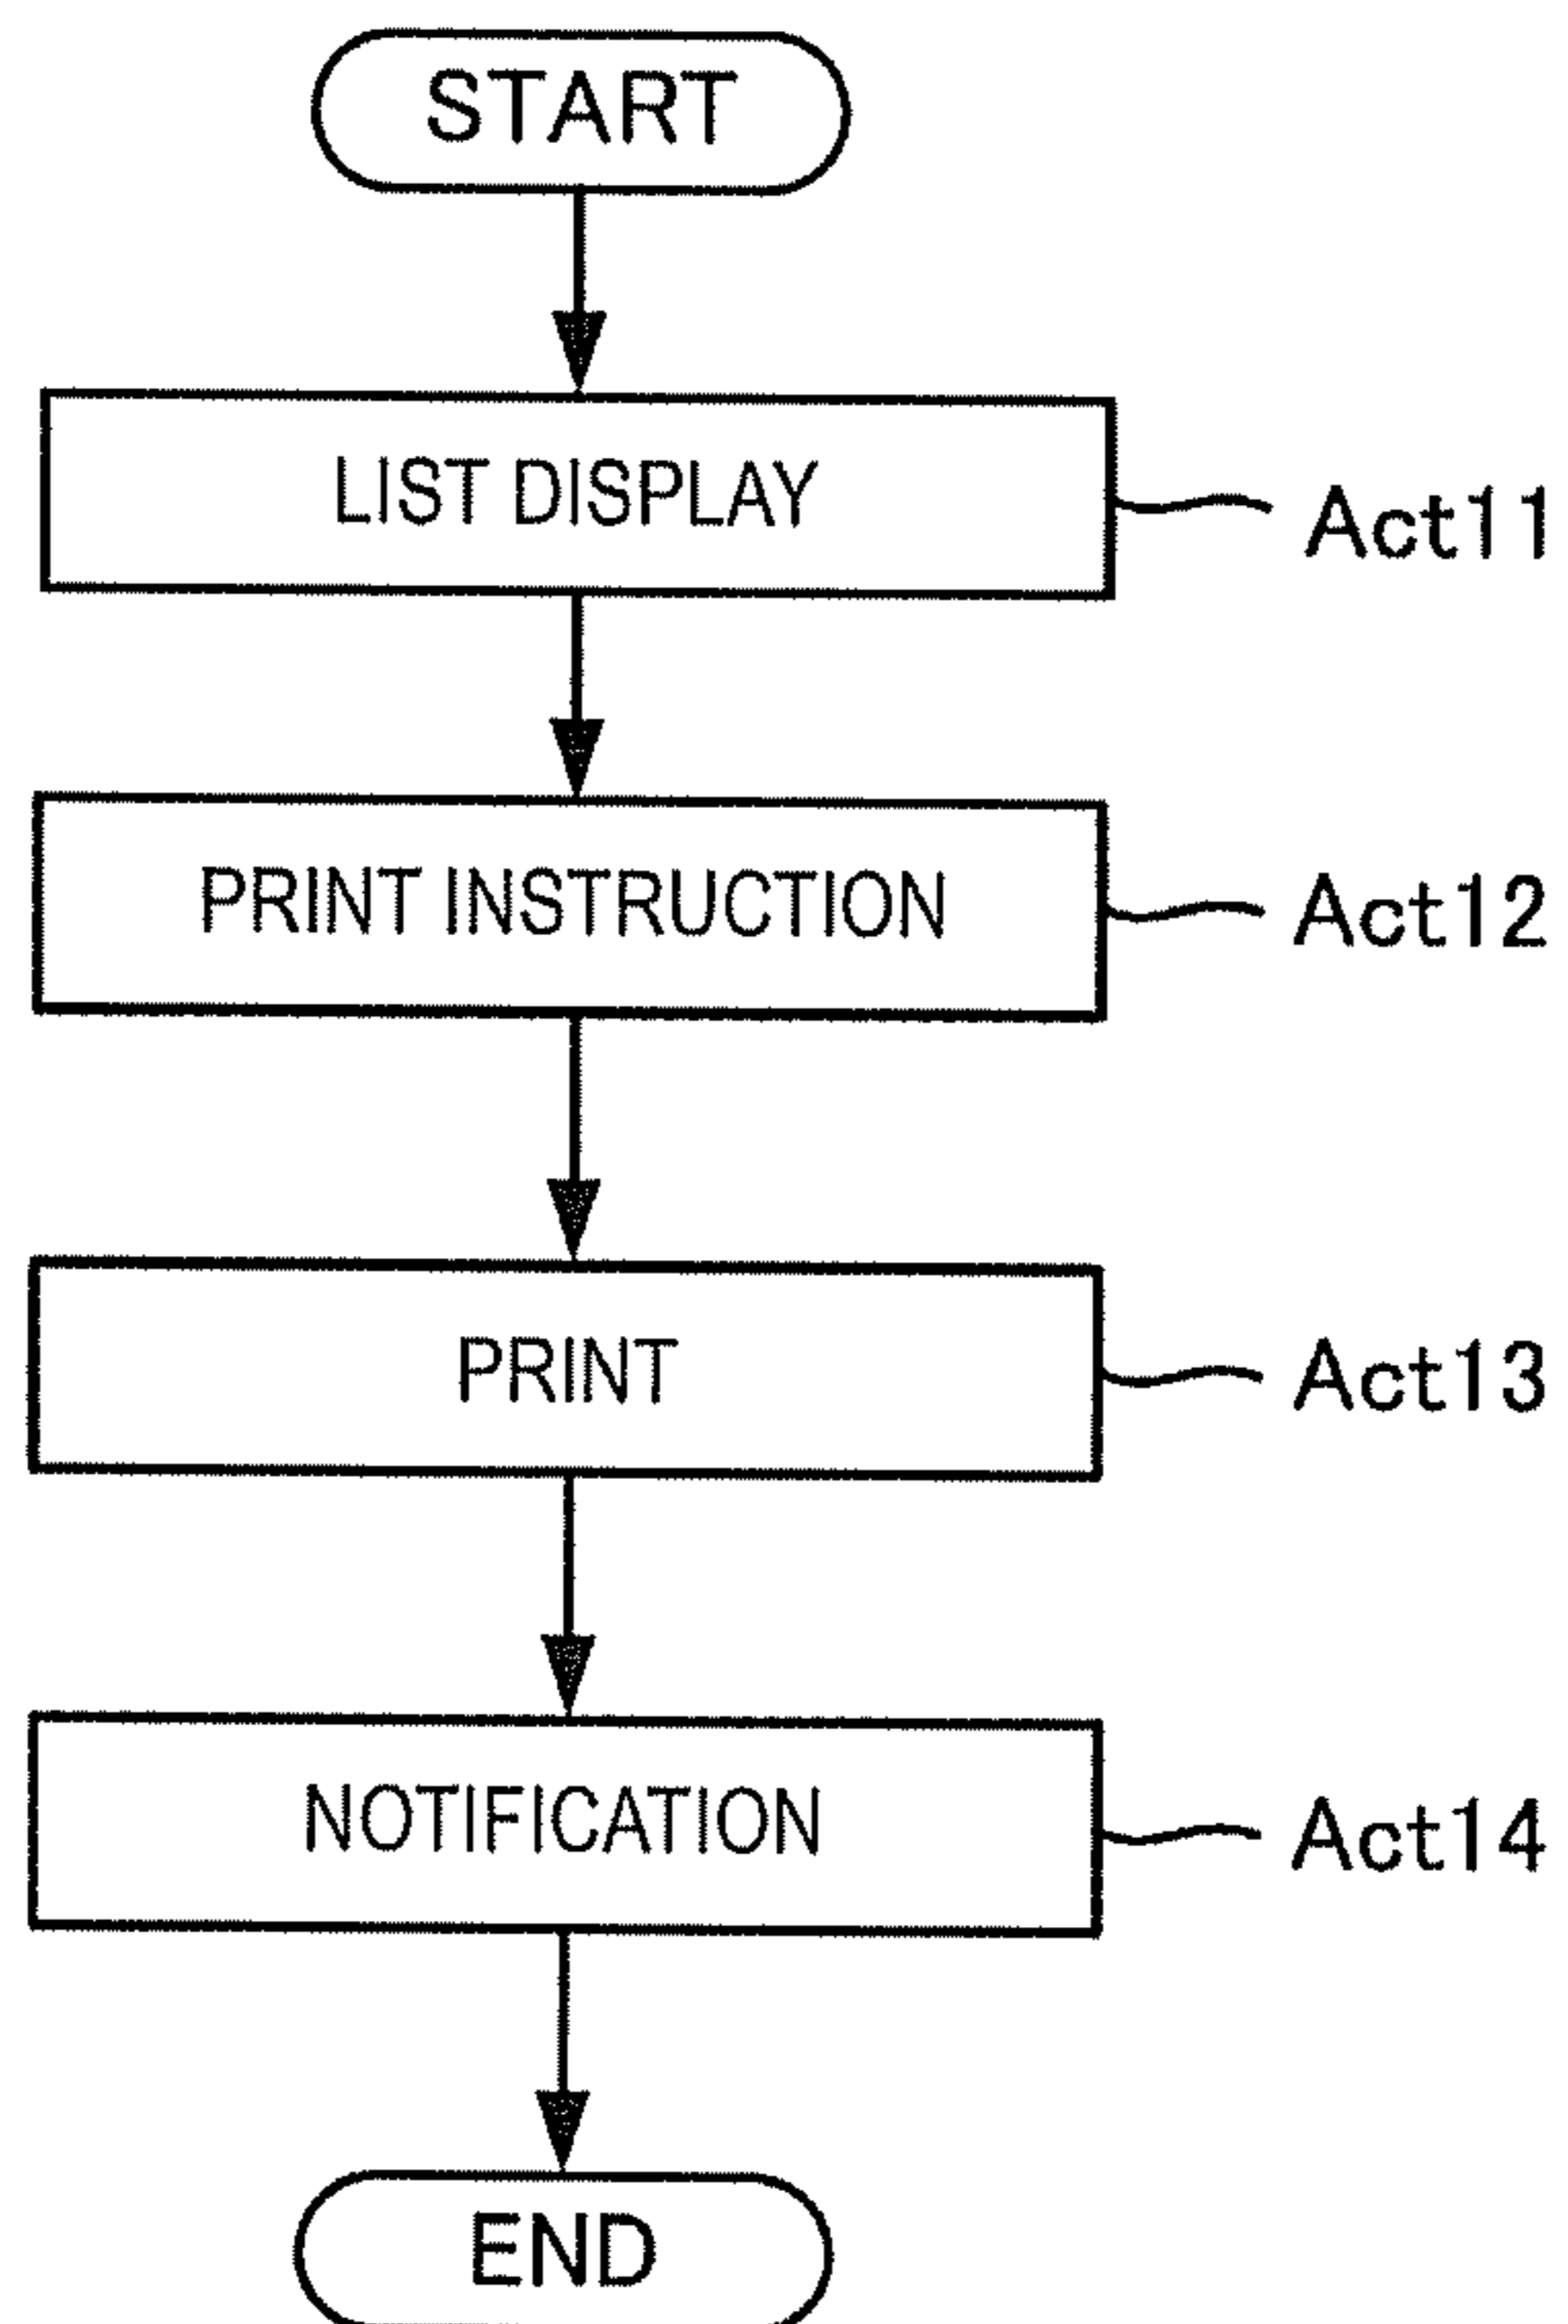 START
LIST DISPLAY
Act11
PRINT INSTRUCTION
Act12
PRINT
Act13
NOTIFICATION
Act14
END